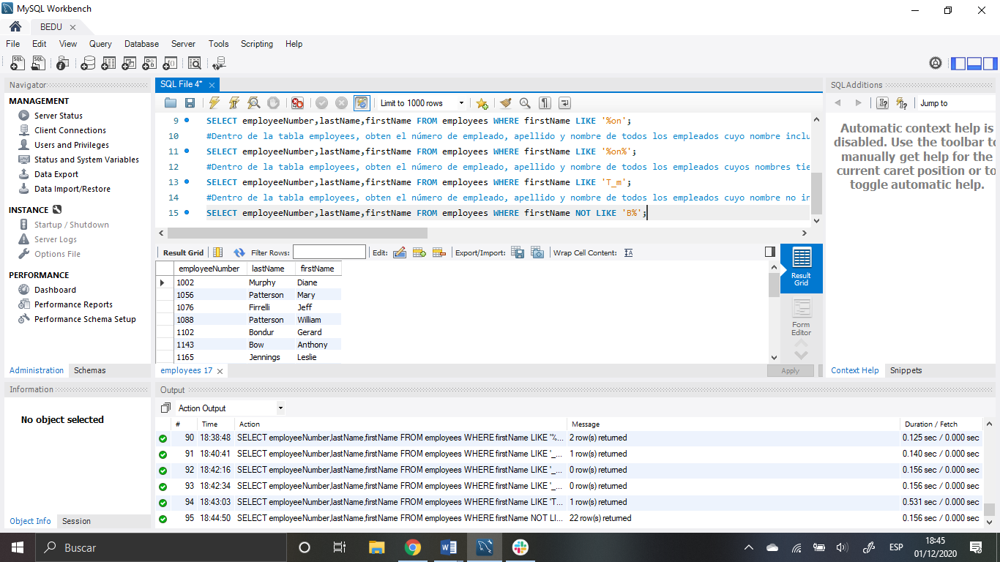 MySQL Workbench
BEDU
File Edit View Query Database Server Tools Scripting Help
Navigator
MANAGEMENT
Server Status
Client Connections
Users and Privileges
Status and System Variables
Data Export
Data Import/Restore
INSTANCE
Startup / Shutdown
Server Logs
Options File
PERFORMANCE
Dashboard
Performance Reports
Performance Schema Setup
Administration Schemas
Information
No object selected
Object Info Session
SQL File 4*
Limit to 1000 rows
9 SELECT employeeNumber,lastName,firstName FROM employees WHERE firstName LIKE '%on';
10 #Dentro de la tabla employees, obten el número de empleado, apellido y nombre de todos los empleados cuyo nombre inclu
11 SELECT employeeNumber,lastName,firstName FROM employees WHERE firstName LIKE '%on%';
12 #Dentro de la tabla employees, obten el número de empleado, apellido y nombre de todos los empleados cuyos nombres tie
13 SELECT employeeNumber,lastName,firstName FROM employees WHERE firstName LIKE 'T_m';
14 #Dentro de la tabla employees, obten el número de empleado, apellido y nombre de todos los empleados cuyo nombre no in
15 SELECT employeeNumber,lastName,firstName FROM employees WHERE firstName NOT LIKE 'B%';
Result Grid Filter Rows: Edit: Export/Import: Wrap Cell Content:
employeeNumber lastName firstName
1002 Murphy Diane
1056 Patterson Mary
1076 Firrelli Jeff
1088 Patterson William
1102 Bondur Gerard
1143 Bow Anthony
1165 Jennings Leslie
Result
Grid
Form
Editor
employees 17
Apply
SQLAdditions
Jump to
Automatic context help is
disabled. Use the toolbar to
manually get help for the
current caret position or to
toggle automatic help.
Context Help Snippets
Output
Action Output
# Time Action Message Duration / Fetch
90 18:38:48 SELECT employeeNumber,lastName,firstName FROM employees WHERE firstName LIKE '%... 2 row(s) returned 0.125 sec / 0.000 sec
91 18:40:41 SELECT employeeNumber,lastName,firstName FROM employees WHERE firstName LIKE '_... 1 row(s) returned 0.140 sec / 0.000 sec
92 18:42:16 SELECT employeeNumber,lastName,firstName FROM employees WHERE firstName LIKE '_... 0 row(s) returned 0.156 sec / 0.000 sec
93 18:42:34 SELECT employeeNumber,lastName,firstName FROM employees WHERE firstName LIKE '_... 0 row(s) returned 0.156 sec / 0.000 sec
94 18:43:03 SELECT employeeNumber,lastName,firstName FROM employees WHERE firstName LIKE 'T... 1 row(s) returned 0.531 sec / 0.000 sec
95 18:44:50 SELECT employeeNumber,lastName,firstName FROM employees WHERE firstName NOT LI... 22 row(s) returned 0.156 sec / 0.000 sec
Buscar
ESP
18:45
01/12/2020